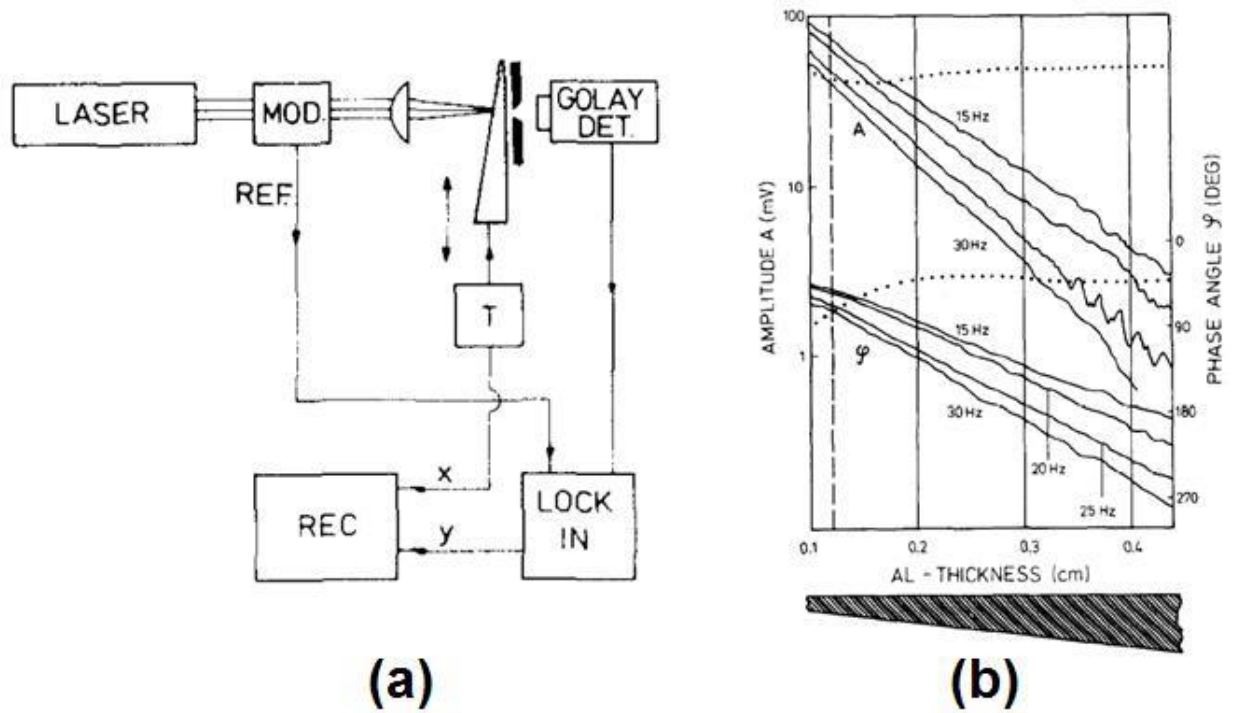 LASER
MOD.
GOLAY
DET.
REF.
T
x
REC
y
LOCK
IN
(a)
100
AMPLITUDE A (mV)
10
1
A
15 Hz
30 Hz
φ
15 Hz
30 Hz
20 Hz
25 Hz
0
90
180
270
PHASE ANGLE φ (DEG)
0.1
0.2
0.3
0.4
AL - THICKNESS (cm)
(b)